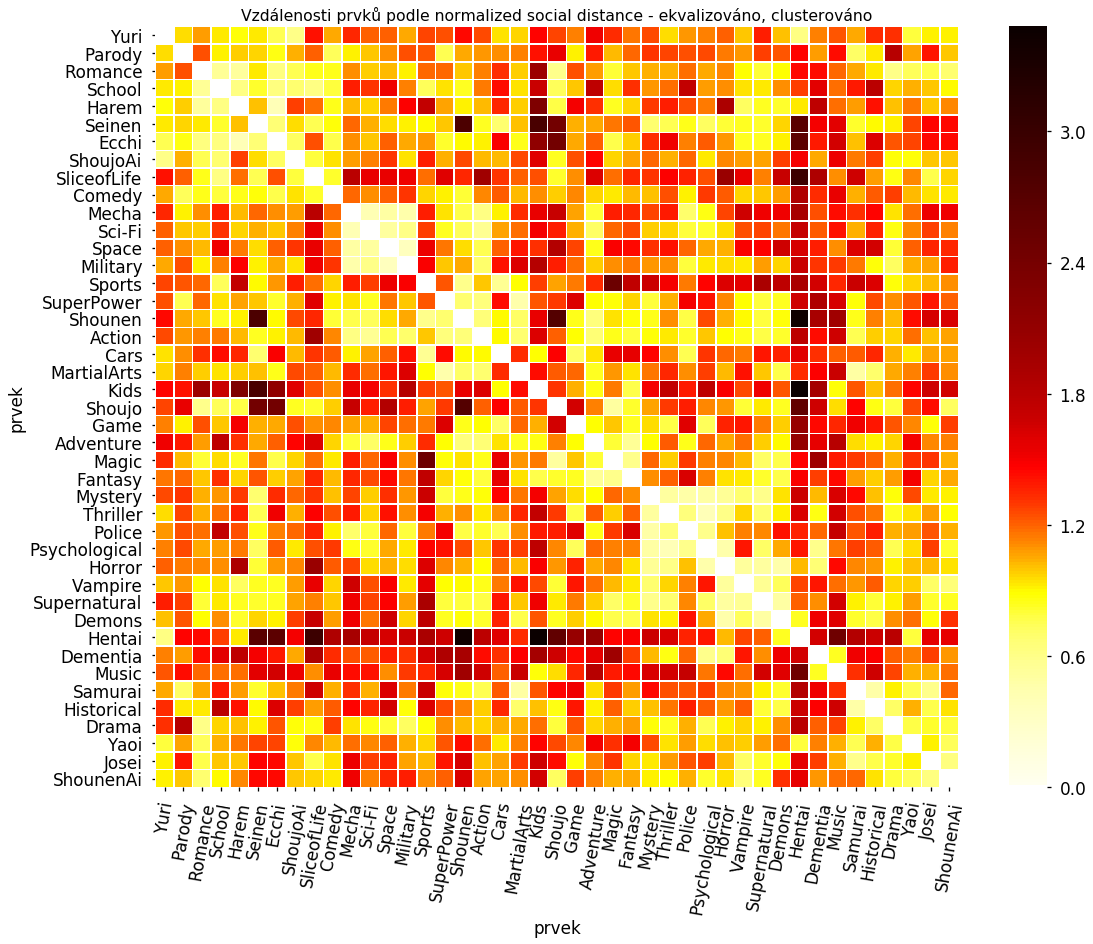 Vzdálenosti prvků podle normalized social distance - ekvalizováno, clusterováno
prvek
Yuri
Parody
Romance
School
Harem
Seinen
Ecchi
ShoujoAi
SliceofLife
Comedy
Mecha
Sci-Fi
Space
Military
Sports
SuperPower
Shounen
Action
Cars
MartialArts
Kids
Shoujo
Game
Adventure
Magic
Fantasy
Mystery
Thriller
Police
Psychological
Horror
Vampire
Supernatural
Demons
Hentai
Dementia
Music
Samurai
Historical
Drama
Yaoi
Josei
ShounenAi
Yuri
Parody
Romance
School
Harem
Seinen
Ecchi
ShoujoAi
SliceofLife
Comedy
Mecha
Sci-Fi
Space
Military
Sports
SuperPower
Shounen
Action
Cars
MartialArts
Kids
Shoujo
Game
Adventure
Magic
Fantasy
Mystery
Thriller
Police
Psychological
Horror
Vampire
Supernatural
Demons
Hentai
Dementia
Music
Samurai
Historical
Drama
Yaoi
Josei
ShounenAi
prvek
3.0
2.4
1.8
1.2
0.6
0.0